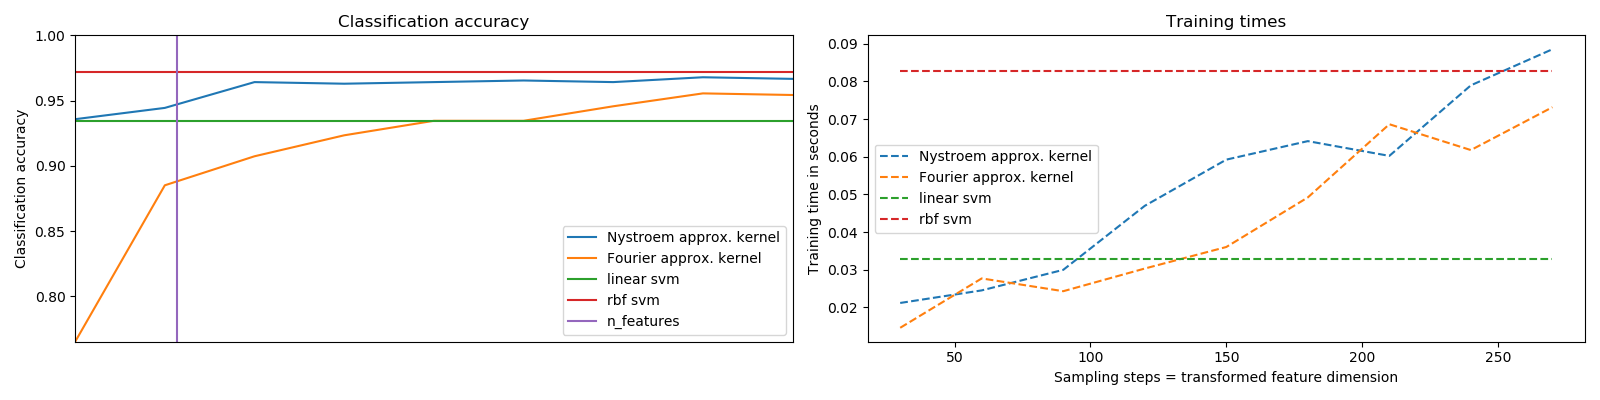 Classification accuracy
Classification accuracy
1.00
0.95
0.90
0.85
0.80
Nystroem approx. kernel
Fourier approx. kernel
linear svm
rbf svm
n_features
Training times
Training time in seconds
0.09
0.08
0.07
0.06
0.05
0.04
0.03
0.02
Nystroem approx. kernel
Fourier approx. kernel
linear svm
rbf svm
50 100 150 200 250
Sampling steps = transformed feature dimension